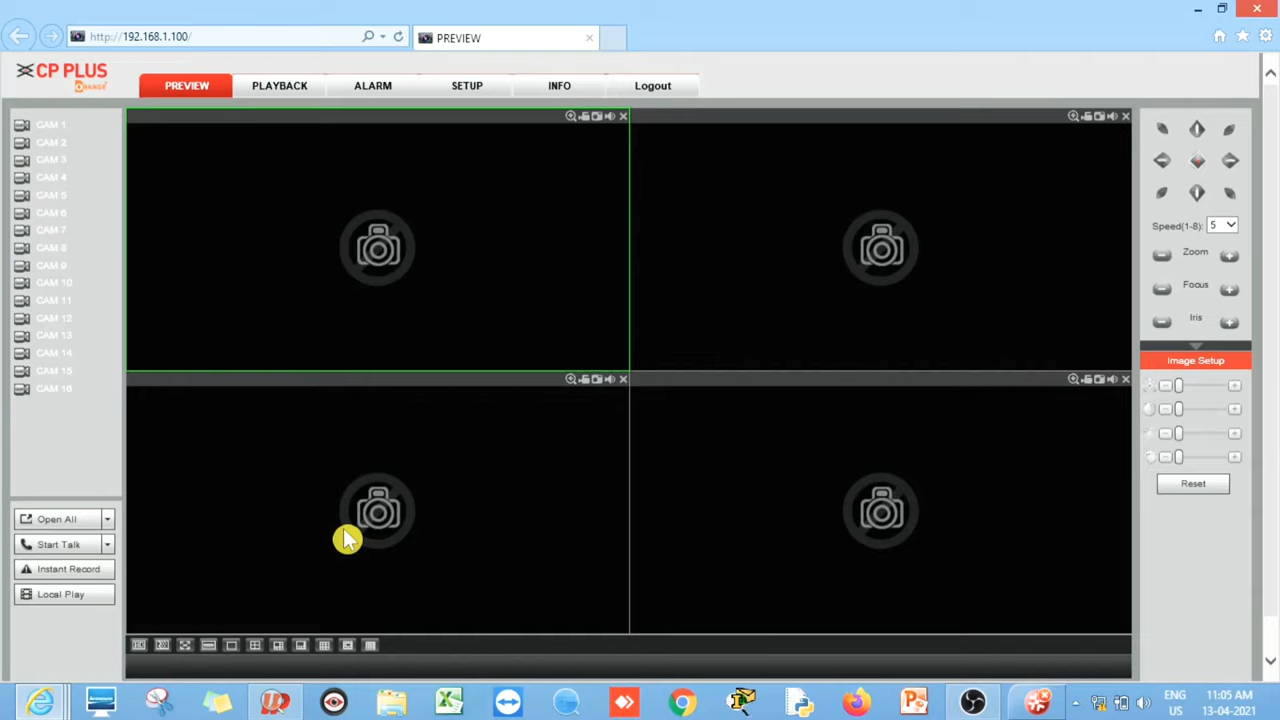 http://192.168.1.100/
PREVIEW
CP PLUS
ORANGE
PREVIEW
PLAYBACK
ALARM
SETUP
INFO
Logout
CAM 1
CAM 2
CAM 3
CAM 4
CAM 5
CAM 6
CAM 7
CAM 8
CAM 9
CAM 10
CAM 11
CAM 12
CAM 13
CAM 14
CAM 15
CAM 16
Open All
Start Talk
Instant Record
Local Play
Speed(1-8): 5
Zoom
Focus
Iris
Image Setup
Reset
ENG
US
11:05 AM
13-04-2021